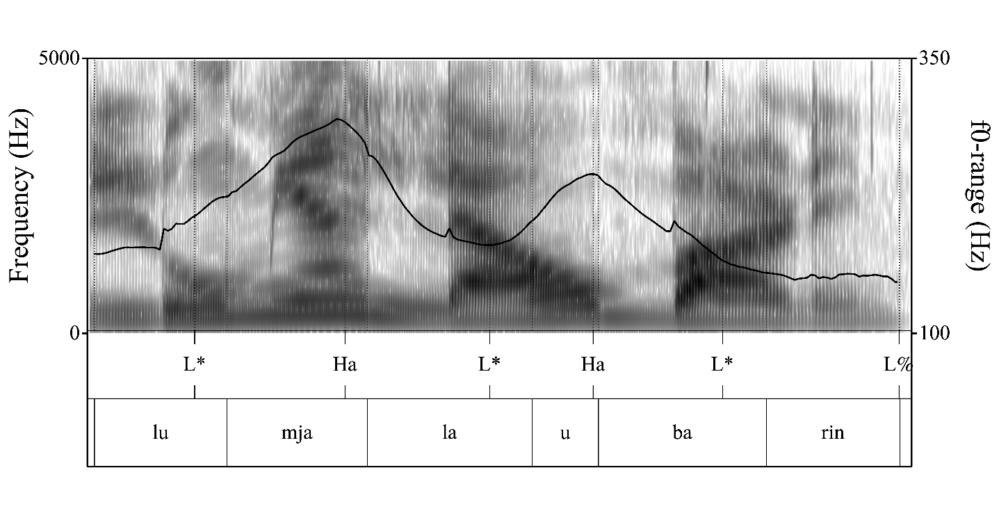 5000
350
Frequency (Hz)
f0-range (Hz)
0
100
L* Ha L* Ha L* L%
lu mja la u ba rin